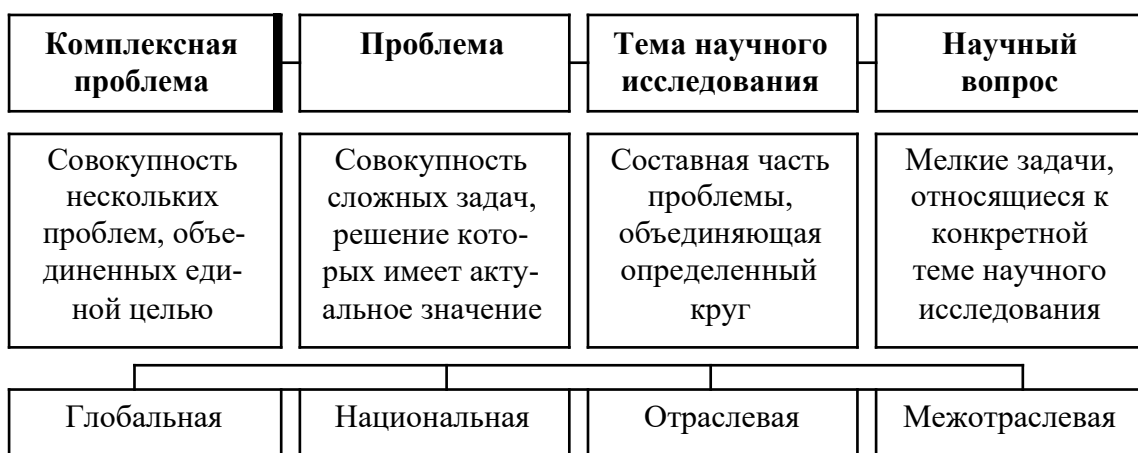 Комплексная
проблема
Проблема
Тема научного
исследования
Научный
вопрос
Совокупность
нескольких
проблем, объе-
диненных еди-
ной целью
Совокупность
сложных задач,
решение кото-
рых имеет акту-
альное значение
Составная часть
проблемы,
объединяющая
определенный
круг
Мелкие задачи,
относящиеся к
конкретной
теме научного
исследования
Глобальная
Национальная
Отраслевая
Межотраслевая